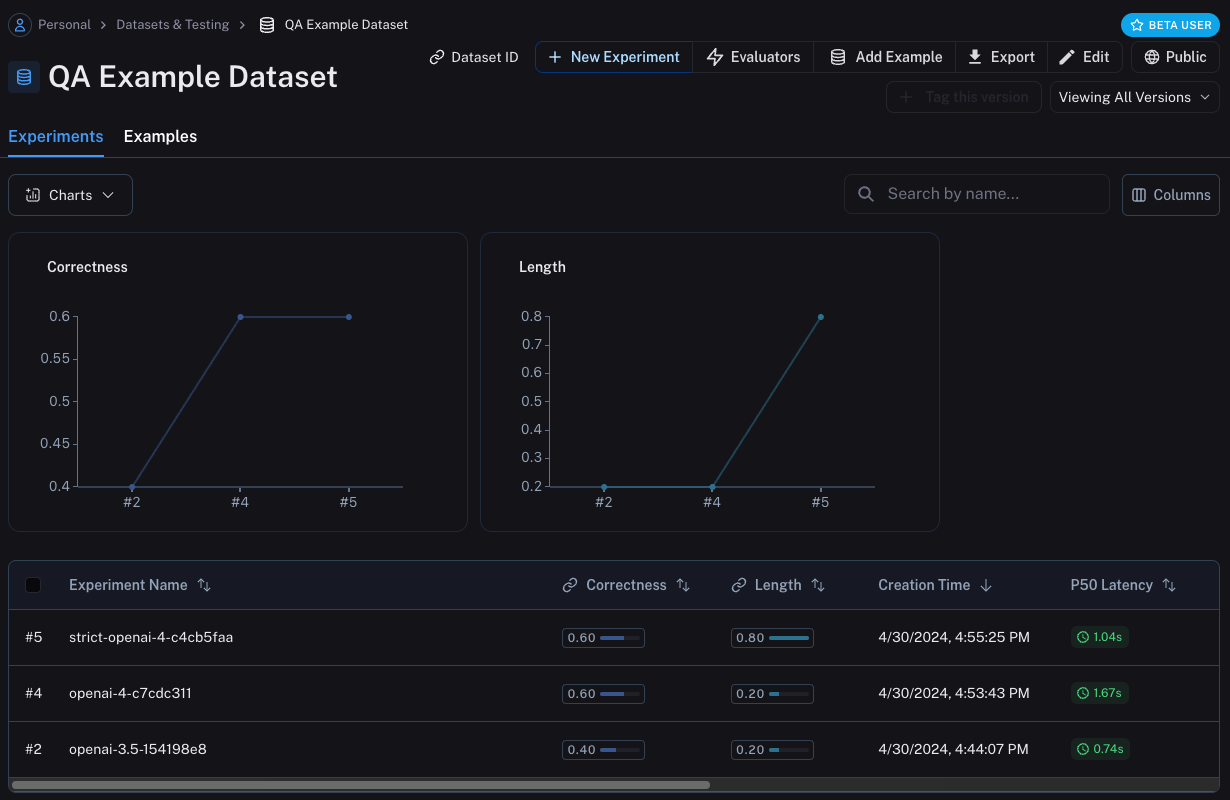 Personal > Datasets & Testing > QA Example Dataset
BETA USER
QA Example Dataset
Dataset ID
+ New Experiment
Evaluators
Add Example
Export
Edit
Public
+ Tag this version
Viewing All Versions
Experiments Examples
Charts
Search by name...
Columns
Correctness
0.6
0.55
0.5
0.45
0.4
#2 #4 #5
Length
0.8
0.7
0.6
0.5
0.4
0.3
0.2
#2 #4 #5
Experiment Name Correctness Length Creation Time P50 Latency
#5 strict-openai-4-c4cb5faa 0.60 0.80 4/30/2024, 4:55:25 PM 1.04s
#4 openai-4-c7cdc311 0.60 0.20 4/30/2024, 4:53:43 PM 1.67s
#2 openai-3.5-154198e8 0.40 0.20 4/30/2024, 4:44:07 PM 0.74s